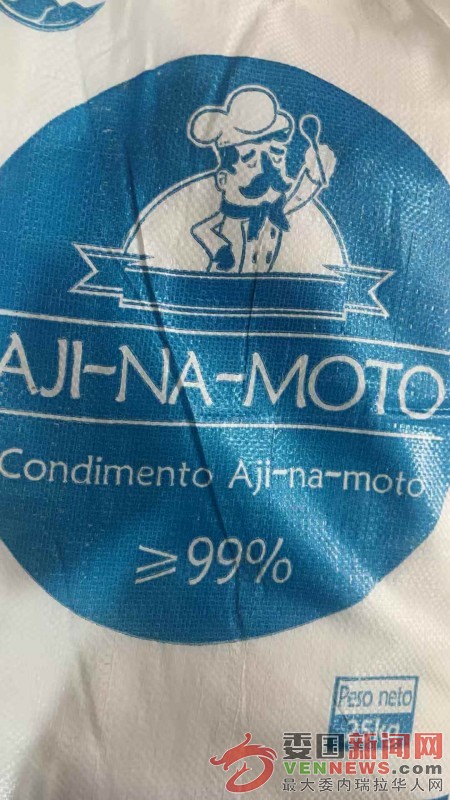 AJI-NA-MOTO
Condimento Aji-na-moto
≥99%
Peso neto
25kg
委国新闻网
VENNEWS.COM
最大委内瑞拉华人网